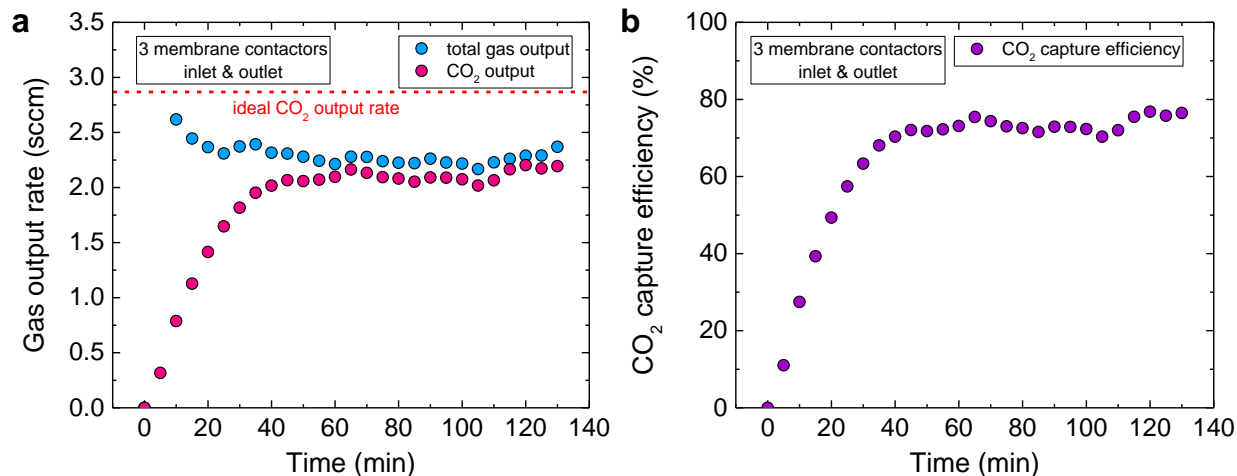 a
3 membrane contactors
inlet & outlet
total gas output
CO₂ output
ideal CO₂ output rate
Gas output rate (sccm)
3.5
3.0
2.5
2.0
1.5
1.0
0.5
0.0
0 20 40 60 80 100 120 140
Time (min)
b
3 membrane contactors
inlet & outlet
CO₂ capture efficiency
CO₂ capture efficiency (%)
100
80
60
40
20
0
0 20 40 60 80 100 120 140
Time (min)